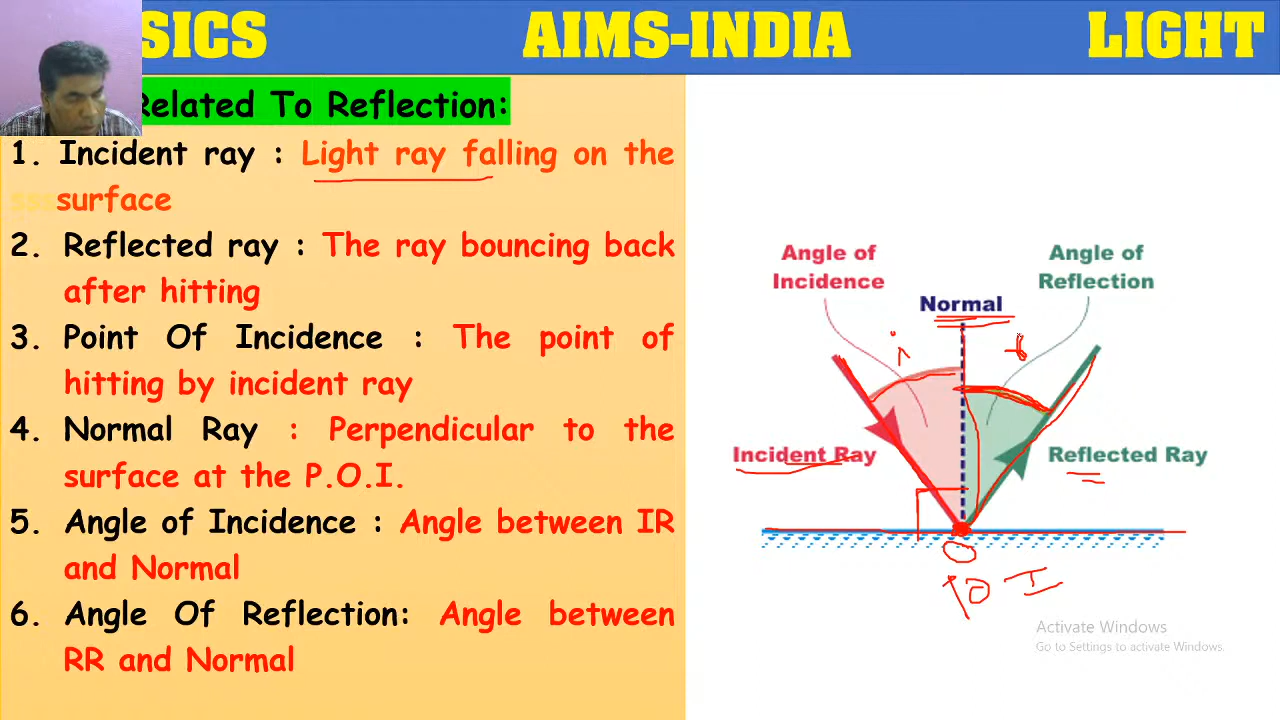 SICS AIMS-INDIA LIGHT
Related To Reflection:
1. Incident ray : Light ray falling on the
sss surface
2. Reflected ray : The ray bouncing back
after hitting
3. Point Of Incidence : The point of
hitting by incident ray
4. Normal Ray : Perpendicular to the
surface at the P.O.I.
5. Angle of Incidence : Angle between IR
and Normal
6. Angle Of Reflection: Angle between
RR and Normal
Angle of
Incidence
Angle of
Reflection
Normal
i
Incident Ray
Reflected Ray
POI
Activate Windows
Go to Settings to activate Windows.